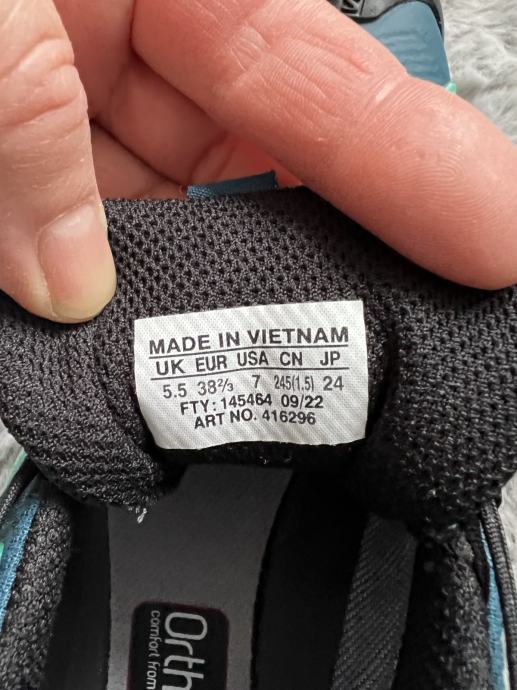 MADE IN VIETNAM
UK EUR USA CN JP
5.5 38⅔ 7 245(1.5) 24
FTY: 145464 09/22
ART NO. 416296
Orth
comfort from